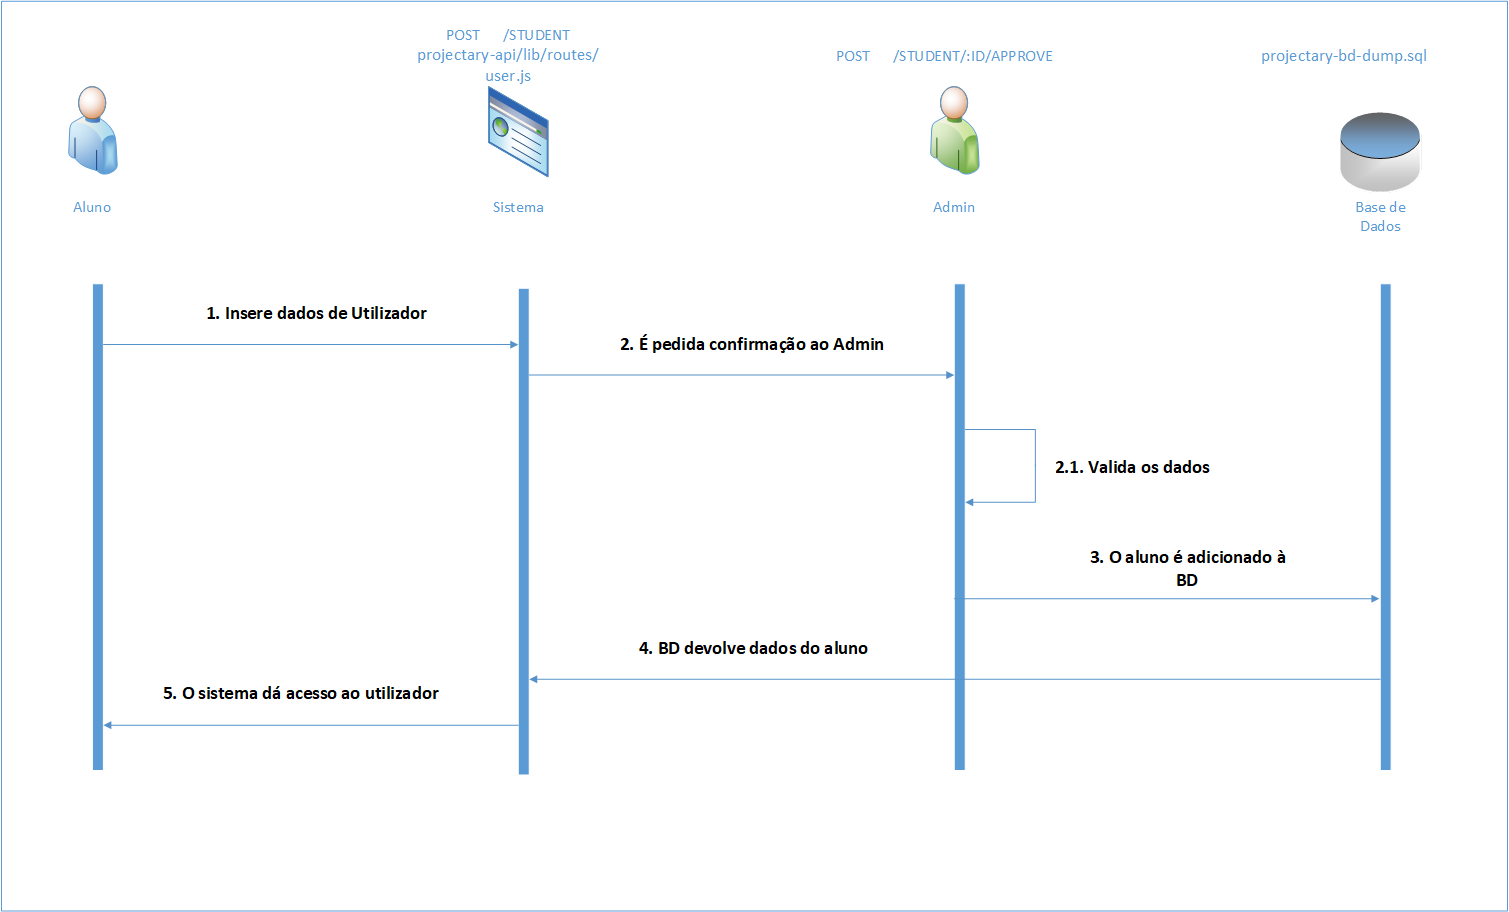 POST /STUDENT
projectary-api/lib/routes/
user.js
POST /STUDENT/:ID/APPROVE
projectary-bd-dump.sql
Aluno
Sistema
Admin
Base de
Dados
1. Insere dados de Utilizador
2. É pedida confirmação ao Admin
2.1. Valida os dados
3. O aluno é adicionado à
BD
4. BD devolve dados do aluno
5. O sistema dá acesso ao utilizador